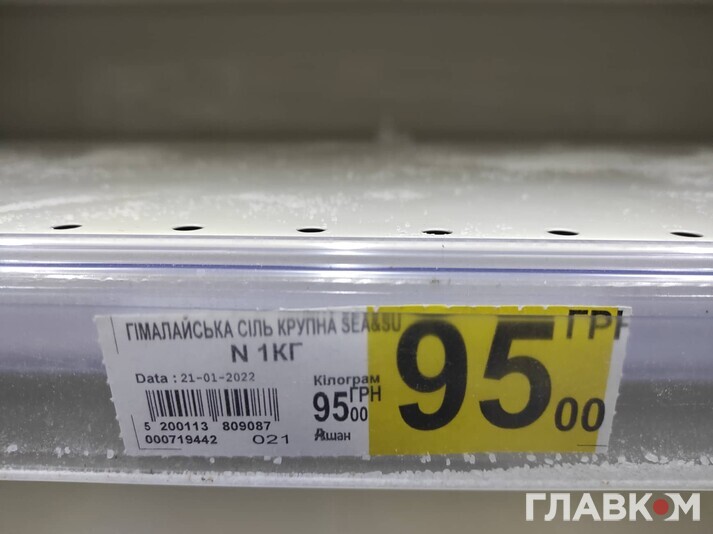 ГІМАЛАЙСЬКА СІЛЬ КРУПНА SEA&SU
N 1КГ
Data : 21-01-2022
Кілограм
95 ГРН 00
5 200113 809087
000719442 021
Ашан
95 ГРН 00
ГЛАВКОМ